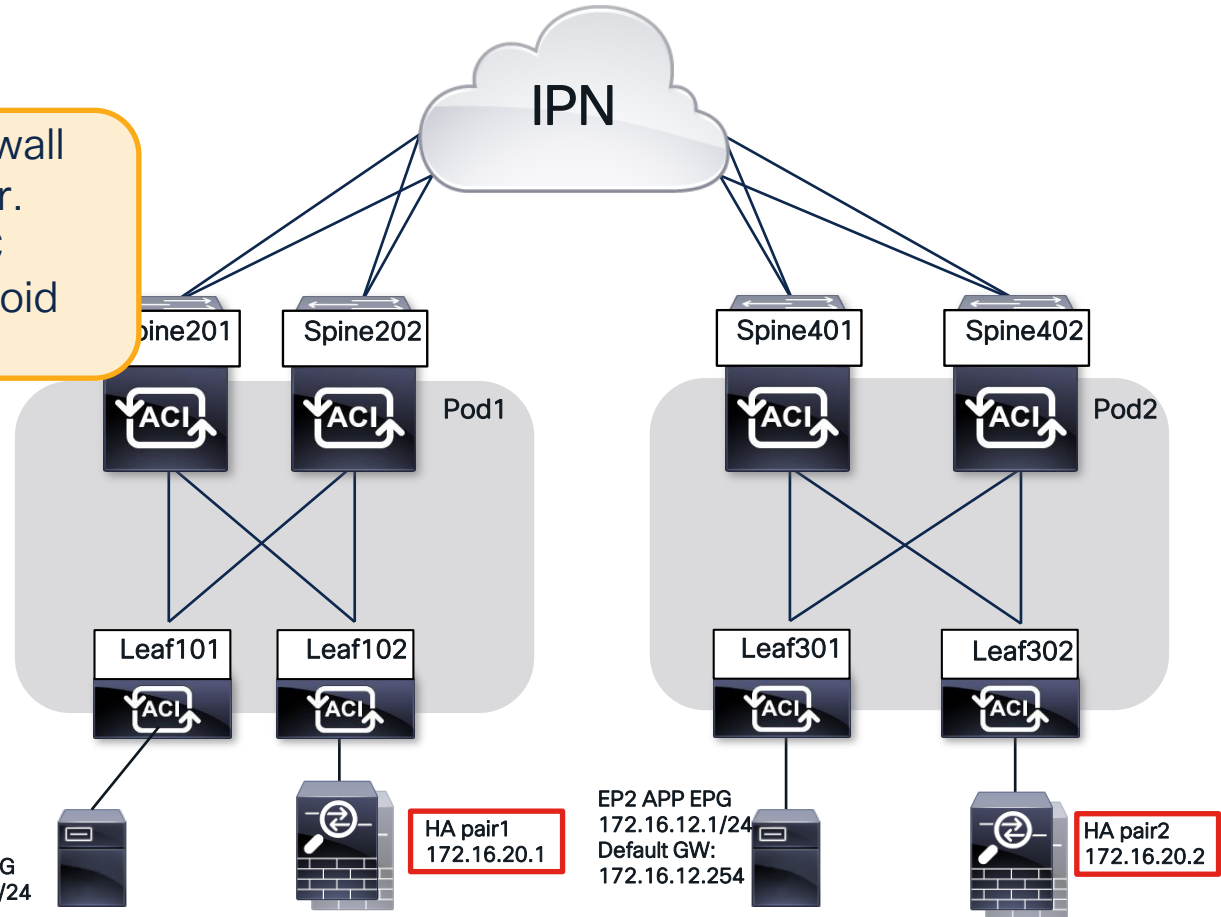 IPN
wall
r.
C
oid
pine201
Spine202
Spine401
Spine402
ACI
ACI
ACI
ACI
Pod1
Pod2
Leaf101
Leaf102
Leaf301
Leaf302
ACI
ACI
ACI
ACI
G
/24
HA pair1
172.16.20.1
EP2 APP EPG
172.16.12.1/24
Default GW:
172.16.12.254
HA pair2
172.16.20.2